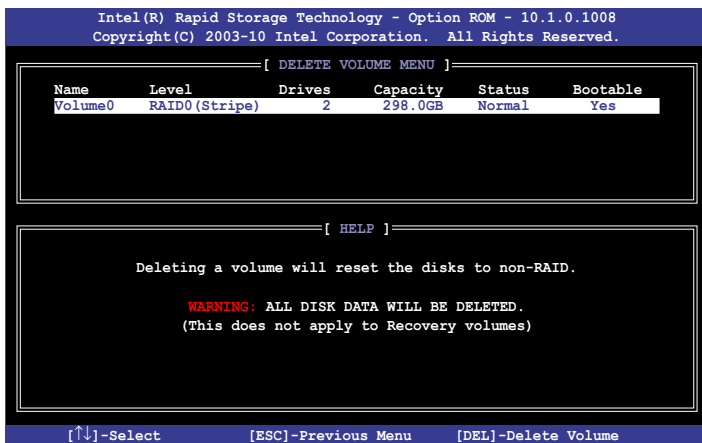 Intel(R) Rapid Storage Technology - Option ROM - 10.1.0.1008
Copyright(C) 2003-10 Intel Corporation. All Rights Reserved.
[ DELETE VOLUME MENU ]
Name Level Drives Capacity Status Bootable
Volume0 RAID0(Stripe) 2 298.0GB Normal Yes
[ HELP ]
Deleting a volume will reset the disks to non-RAID.
WARNING: ALL DISK DATA WILL BE DELETED.
(This does not apply to Recovery volumes)
[↑↓]-Select [ESC]-Previous Menu [DEL]-Delete Volume